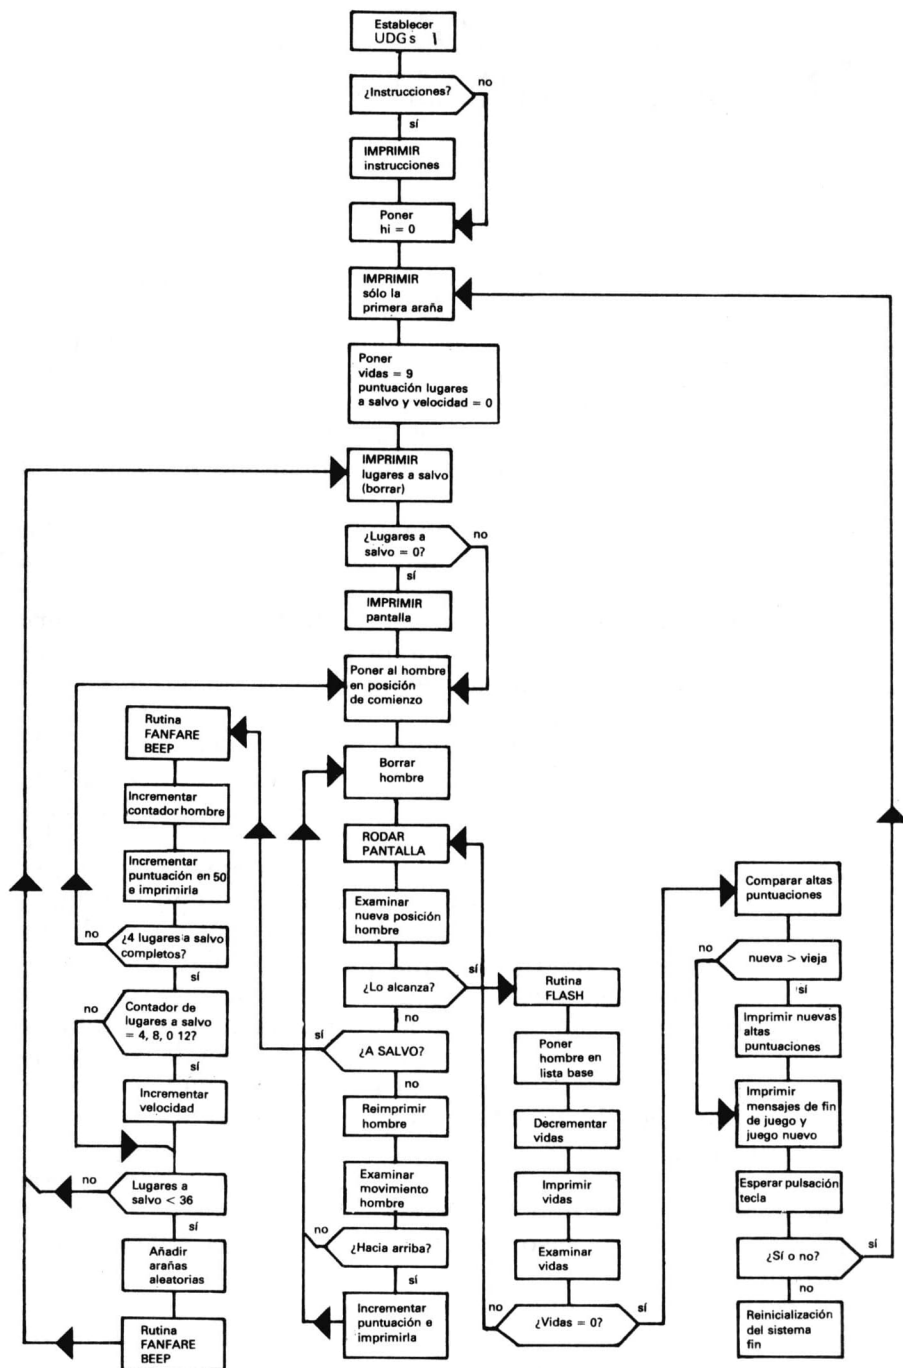 Establecer
UDGs \
¿Instrucciones?
no
sí
IMPRIMIR
instrucciones
Poner
hi = 0
IMPRIMIR
sólo la
primera araña
Poner
vidas = 9
puntuación lugares
a salvo y velocidad = 0
IMPRIMIR
lugares a salvo
(borrar)
¿Lugares a
salvo = 0?
no
sí
IMPRIMIR
pantalla
Poner al hombre
en posición
de comienzo
Borrar
hombre
RODAR
PANTALLA
Examinar
nueva posición
hombre
¿Lo alcanza?
sí
no
¿A SALVO?
sí
no
Reimprimir
hombre
Examinar
movimiento
hombre
¿Hacia arriba?
no
sí
Incrementar
puntuación e
imprimirla
Rutina
FANFARE
BEEP
Incrementar
contador hombre
Incrementar
puntuación en 50
e imprimirla
¿4 lugares a salvo
completos?
no
sí
Contador de
lugares a salvo
= 4, 8, 0 12?
no
sí
Incrementar
velocidad
Lugares a
salvo < 36
no
sí
Añadir
arañas
aleatorias
Rutina
FANFARE
BEEP
Rutina
FLASH
Poner
hombre en
lista base
Decrementar
vidas
Imprimir
vidas
Examinar
vidas
¿Vidas = 0?
no
sí
Comparar altas
puntuaciones
nueva > vieja
no
sí
Imprimir nuevas
altas
puntuaciones
Imprimir
mensajes de fin
de juego y
juego nuevo
Esperar pulsación
tecla
¿Sí o no?
sí
no
Reinicialización
del sistema
fin